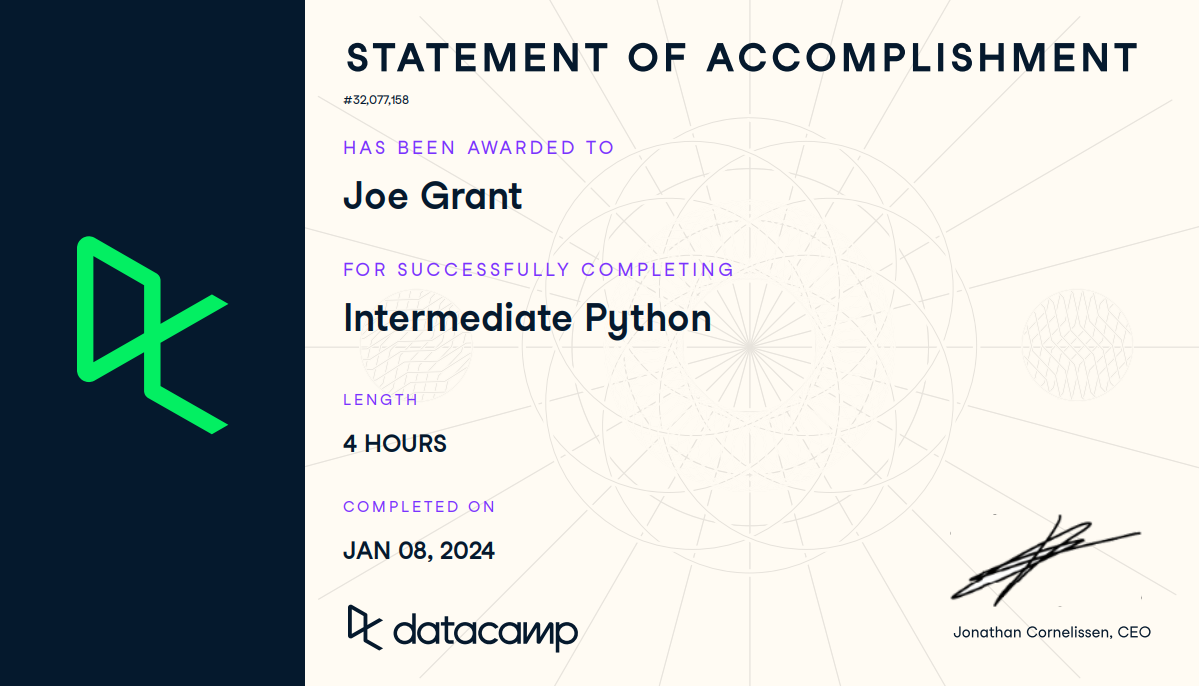 STATEMENT OF ACCOMPLISHMENT
#32,077,158
HAS BEEN AWARDED TO
Joe Grant
FOR SUCCESSFULLY COMPLETING
Intermediate Python
LENGTH
4 HOURS
COMPLETED ON
JAN 08, 2024
datacamp
Jonathan Cornelissen, CEO